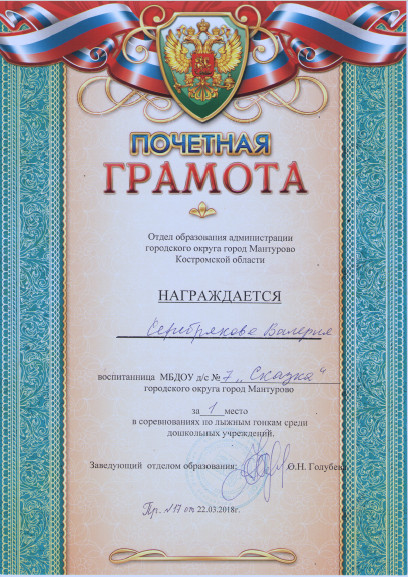 ПОЧЕТНАЯ
ГРАМОТА
Отдел образования администрации
городского округа город Мантурово
Костромской области
НАГРАЖДАЕТСЯ
Серебрякова Валерия
воспитанница МБДОУ д/с № 7 „Сказка"
городского округа город Мантурово
за 1 место
в соревнованиях по лыжным гонкам среди
дошкольных учреждений.
Заведующий отделом образования: О.Н. Голубев
Пр. №17 от 22.03.2018г.